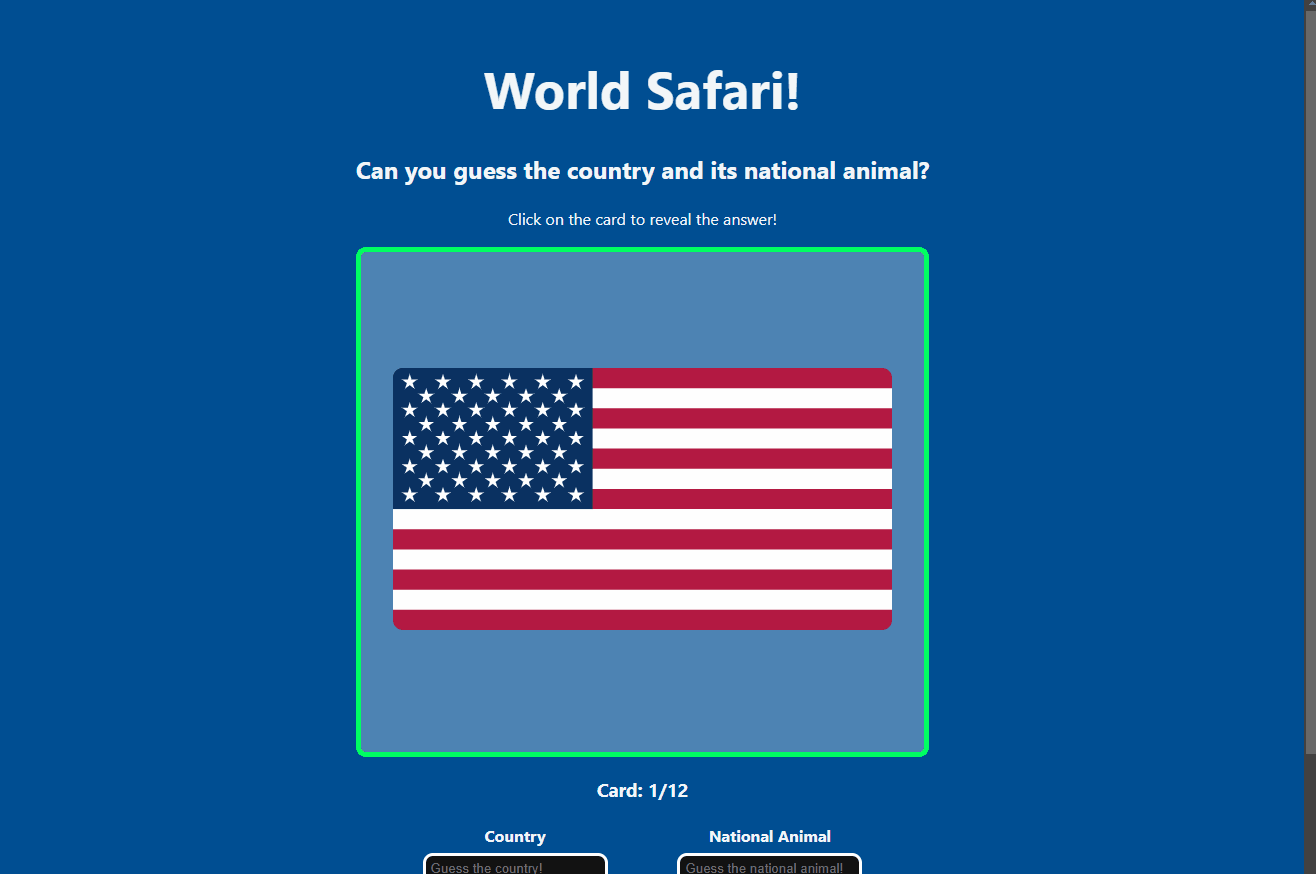 World Safari!
Can you guess the country and its national animal?
Click on the card to reveal the answer!
Card: 1/12
Country
National Animal
Guess the country!
Guess the national animal!